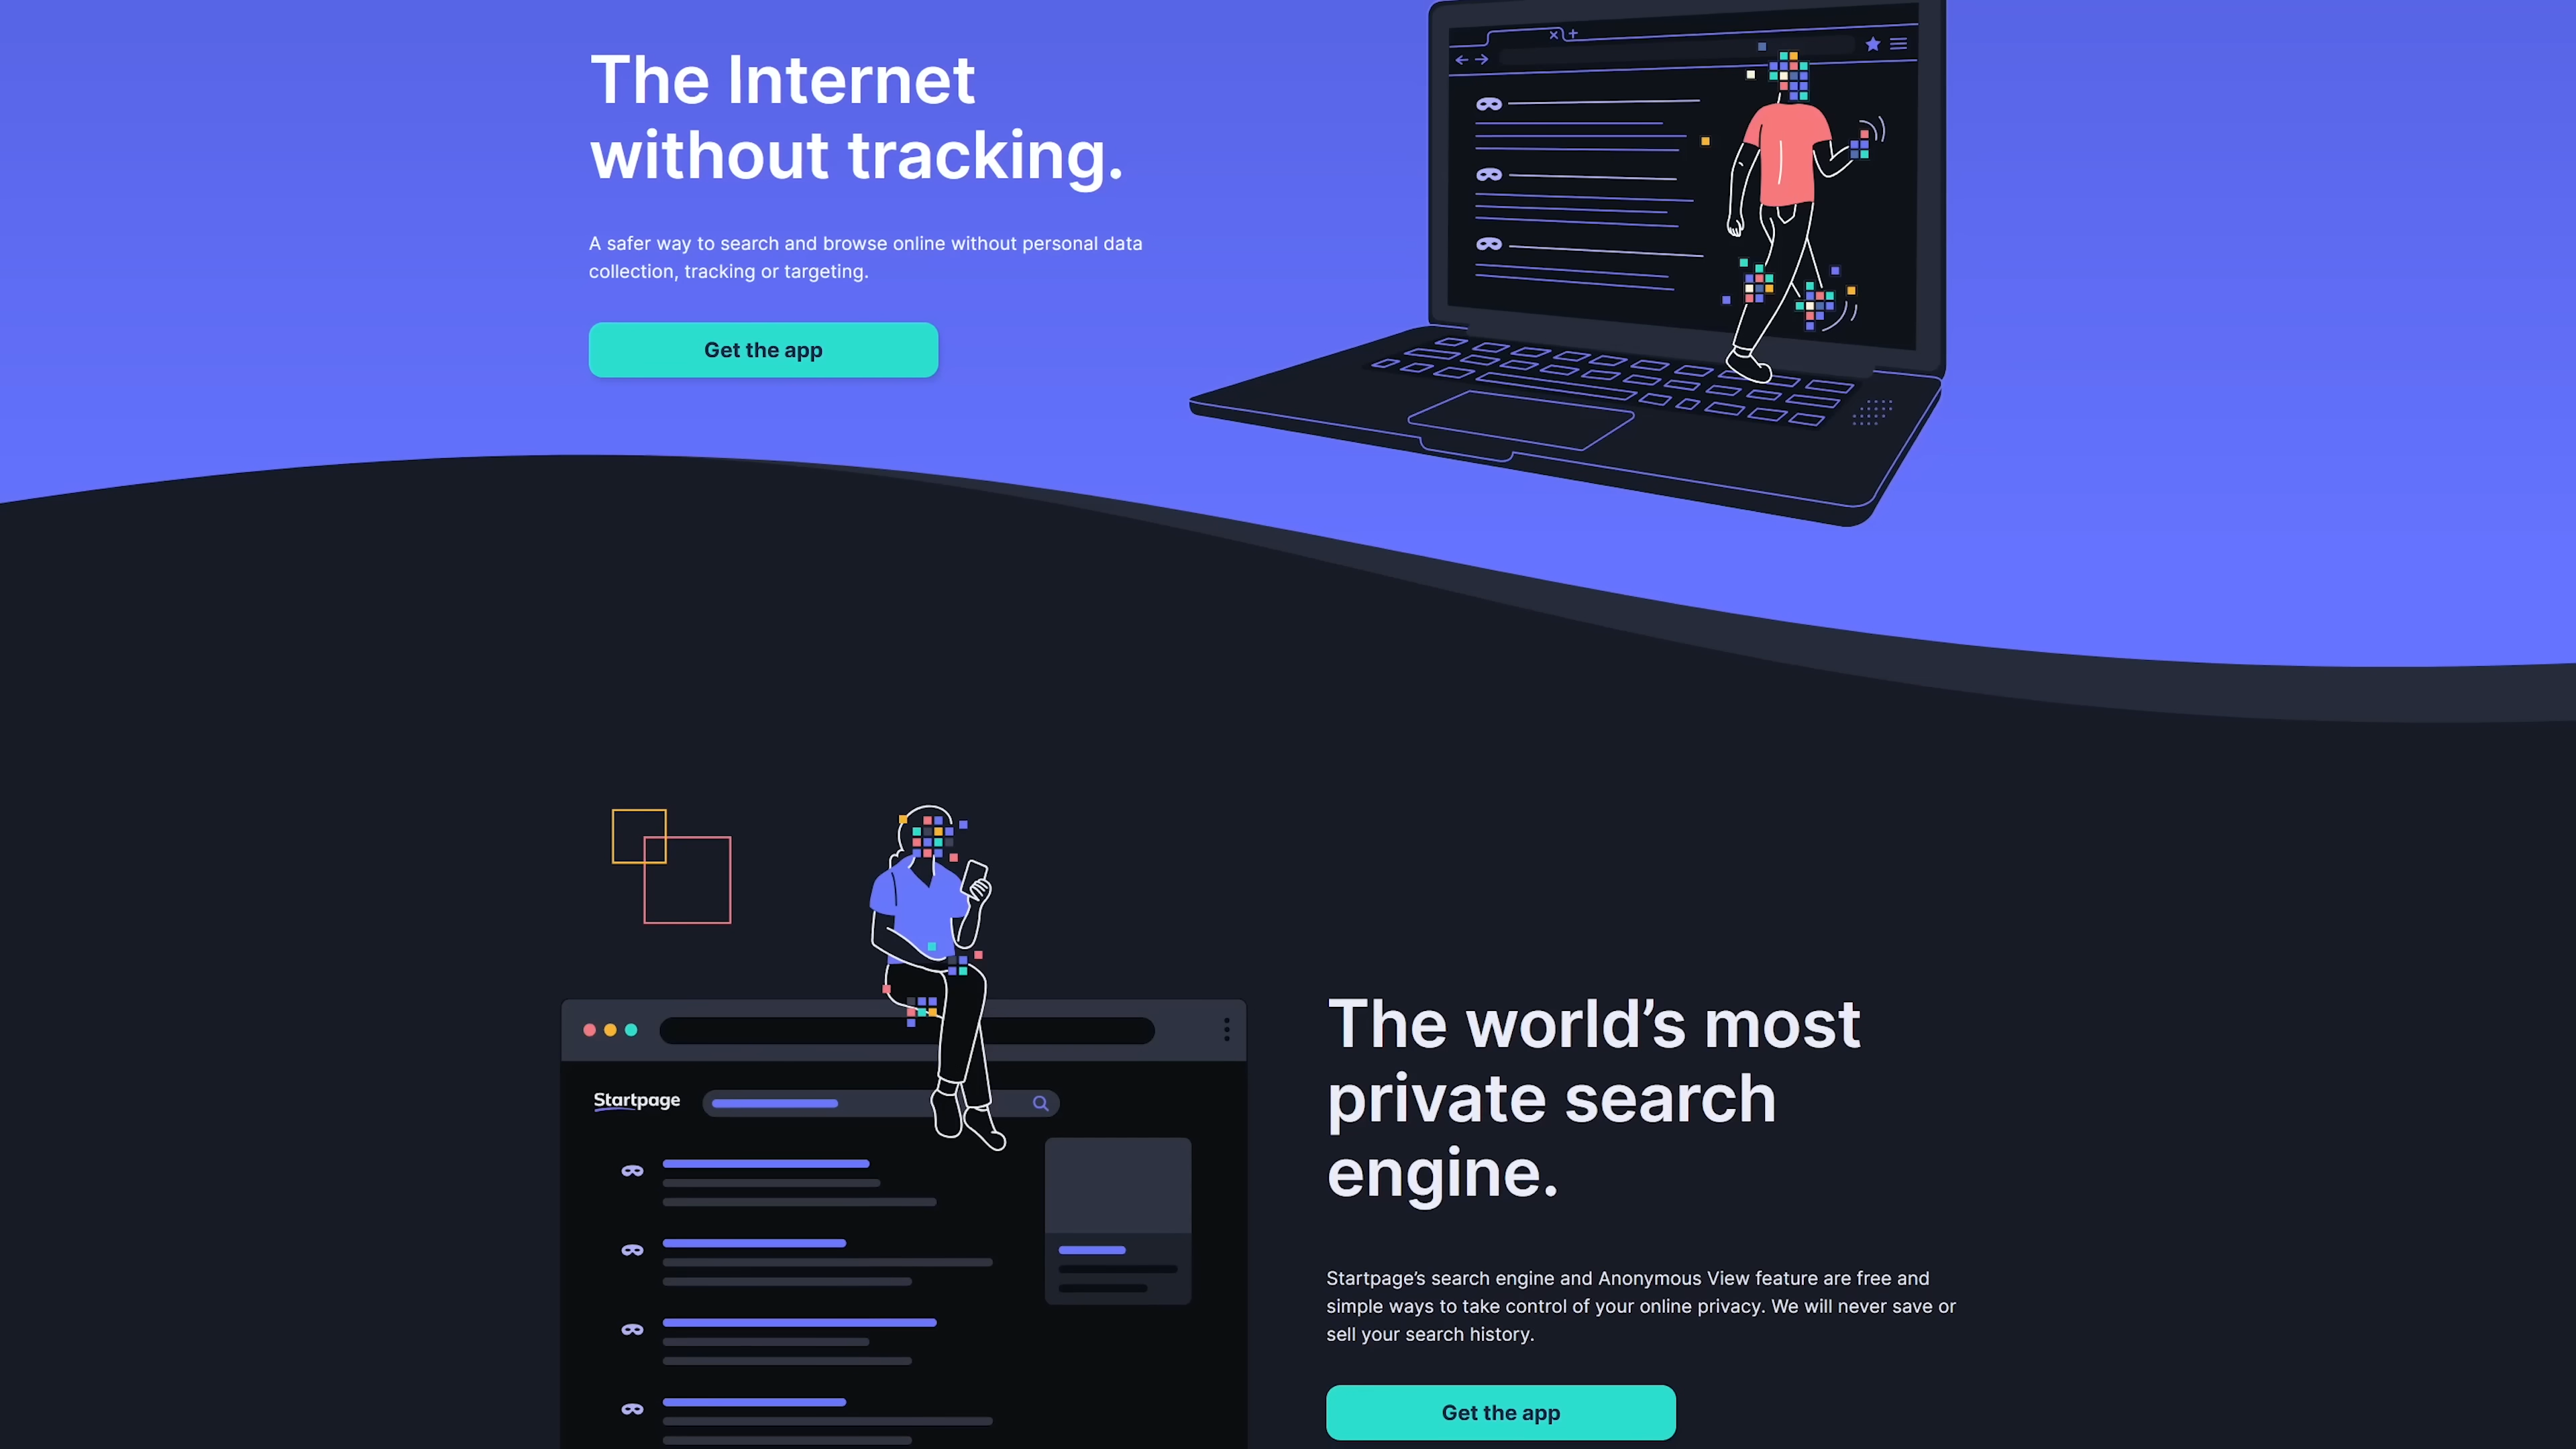 The Internet
without tracking.
A safer way to search and browse online without personal data
collection, tracking or targeting.
Get the app
Startpage
The world’s most
private search
engine.
Startpage’s search engine and Anonymous View feature are free and
simple ways to take control of your online privacy. We will never save or
sell your search history.
Get the app